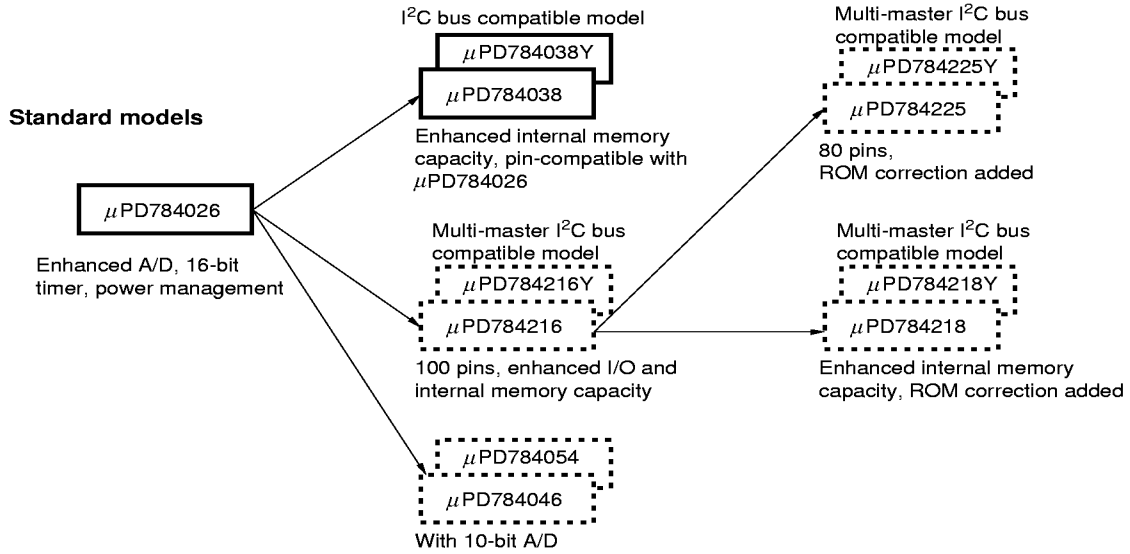 Standard models
μPD784026
Enhanced A/D, 16-bit
timer, power management
I²C bus compatible model
μPD784038Y
μPD784038
Enhanced internal memory
capacity, pin-compatible with
μPD784026
Multi-master I²C bus
compatible model
μPD784216Y
μPD784216
100 pins, enhanced I/O and
internal memory capacity
μPD784054
μPD784046
With 10-bit A/D
Multi-master I²C bus
compatible model
μPD784225Y
μPD784225
80 pins,
ROM correction added
Multi-master I²C bus
compatible model
μPD784218Y
μPD784218
Enhanced internal memory
capacity, ROM correction added